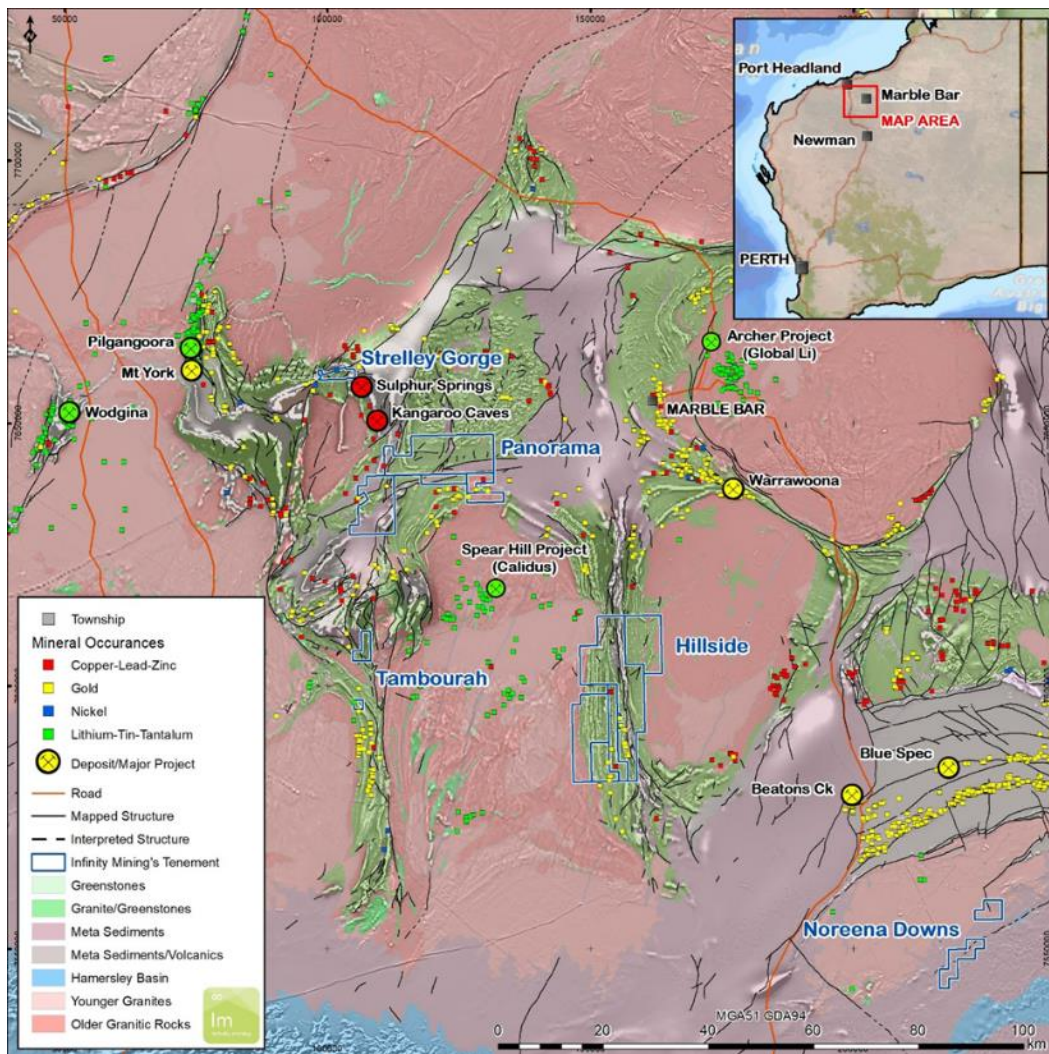 50000
100000
150000
N
7700000
7650000
Port Headland
Marble Bar
MAP AREA
Newman
PERTH
Pilgangoora
Mt York
Wodgina
Strelley Gorge
Sulphur Springs
Kangaroo Caves
Panorama
Archer Project
(Global Li)
MARBLE BAR
Warrawoona
Spear Hill Project
(Calidus)
Tambourah
Hillside
Blue Spec
Beatons Ck
Noreena Downs
7550000
Township
Mineral Occurances
Copper-Lead-Zinc
Gold
Nickel
Lithium-Tin-Tantalum
Deposit/Major Project
Road
Mapped Structure
Interpreted Structure
Infinity Mining's Tenement
Greenstones
Granite/Greenstones
Meta Sediments
Meta Sediments/Volcanics
Hamersley Basin
Younger Granites
Older Granitic Rocks
Im
MGA51 GDA94
0 20 40 60 80 100
km
100000
150000